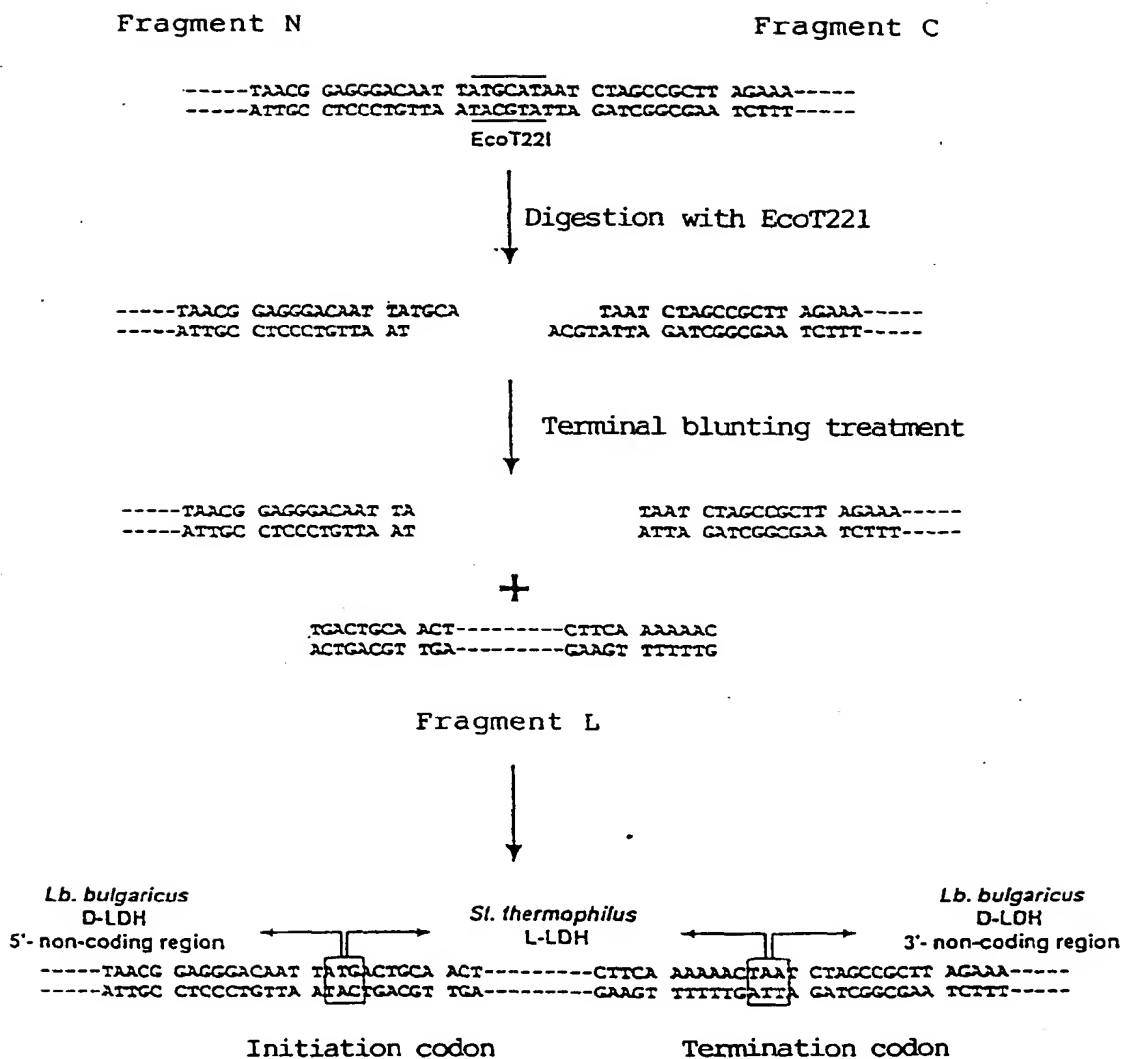 Fragment N Fragment C
-----TAACG GAGGGACAAT TATGCATAAT CTAGCCGCTT AGAAA-----
-----ATTGC CTCCCTGTTA ATACGTATTA GATCGGCGAA TCTTT-----
EcoT22I
Digestion with EcoT22I
-----TAACG GAGGGACAAT TATGCA TAAT CTAGCCGCTT AGAAA-----
-----ATTGC CTCCCTGTTA AT ACGTATTA GATCGGCGAA TCTTT-----
Terminal blunting treatment
-----TAACG GAGGGACAAT TA TAAT CTAGCCGCTT AGAAA-----
-----ATTGC CTCCCTGTTA AT ATTA GATCGGCGAA TCTTT-----
+
TGACTGCA ACT---------CTTCA AAAAAC
ACTGACGT TGA---------GAAGT TTTTTG
Fragment L
Lb. bulgaricus St. thermophilus Lb. bulgaricus
D-LDH L-LDH D-LDH
5'- non-coding region 3'- non-coding region
-----TAACG GAGGGACAAT TATGACTGCA ACT---------CTTCA AAAAACTAAT CTAGCCGCTT AGAAA-----
-----ATTGC CTCCCTGTTA ATACTGACGT TGA---------GAAGT TTTTTGATTA GATCGGCGAA TCTTT-----
Initiation codon Termination codon